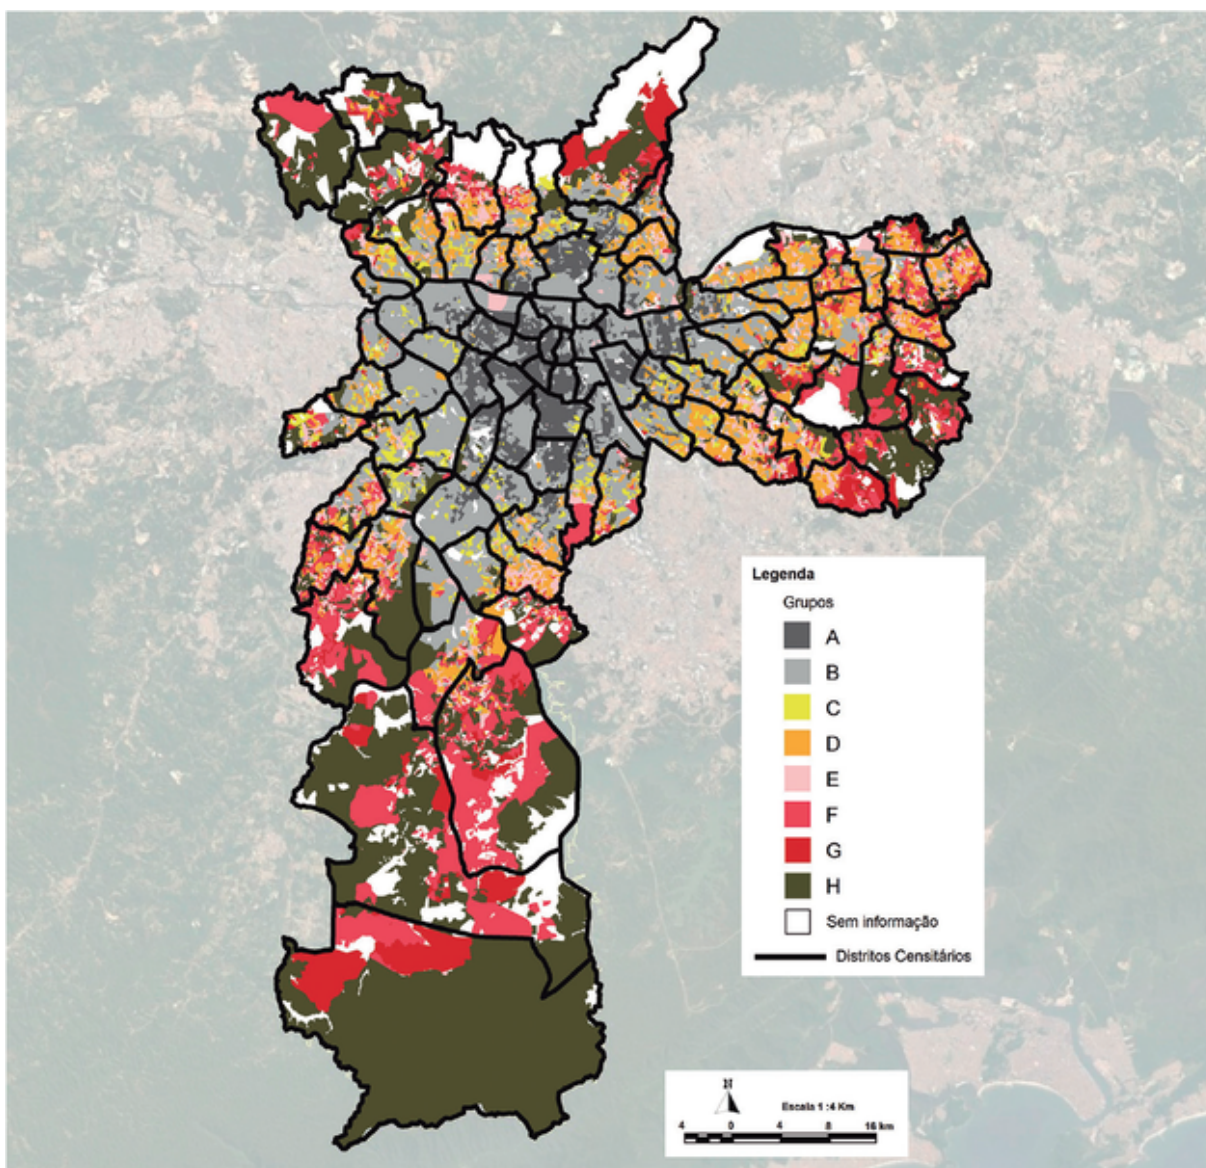 Legenda
Grupos
A
B
C
D
E
F
G
H
Sem informação
Distritos Censitários
N
Escala 1 :4 Km
4 0 4 8 16 km